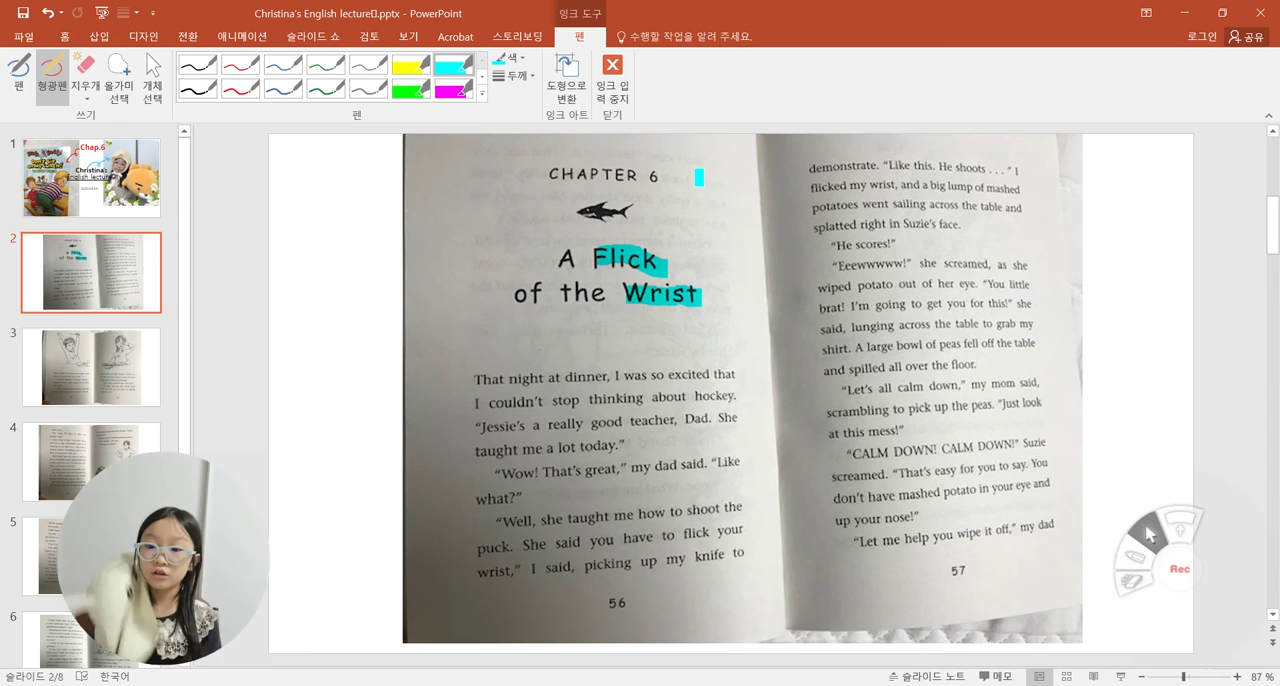 Christina's English lecture.pptx - PowerPoint
잉크 도구
파일
홈
삽입
디자인
전환
애니메이션
슬라이드 쇼
검토
보기
Acrobat
스토리보딩
펜
수행할 작업을 알려 주세요.
로그인
공유
펜
형광펜
지우개
올가미 선택
개체 선택
색
두께
도형으로 변환
잉크 입력 중지
쓰기
펜
잉크 아트
닫기
1
Chap.6
Christina's
English lecture
2
3
4
5
6
CHAPTER 6
A Flick
of the Wrist
That night at dinner, I was so excited that
I couldn't stop thinking about hockey.
"Jessie's a really good teacher, Dad. She
taught me a lot today."
"Wow! That's great," my dad said. "Like
what?"
"Well, she taught me how to shoot the
puck. She said you have to flick your
wrist," I said, picking up my knife to
56
demonstrate. "Like this. He shoots . . ." I
flicked my wrist, and a big lump of mashed
potatoes went sailing across the table and
splatted right in Suzie's face.
"He scores!"
"Eeewwwww!" she screamed, as she
wiped potato out of her eye. "You little
brat! I'm going to get you for this!" she
said, lunging across the table to grab my
shirt. A large bowl of peas fell off the table
and spilled all over the floor.
"Let's all calm down," my mom said,
scrambling to pick up the peas. "Just look
at this mess!"
"CALM DOWN! CALM DOWN!" Suzie
screamed. "That's easy for you to say. You
don't have mashed potato in your eye and
up your nose!"
"Let me help you wipe it off," my dad
57
Rec
슬라이드 2/8
한국어
슬라이드 노트
메모
87 %